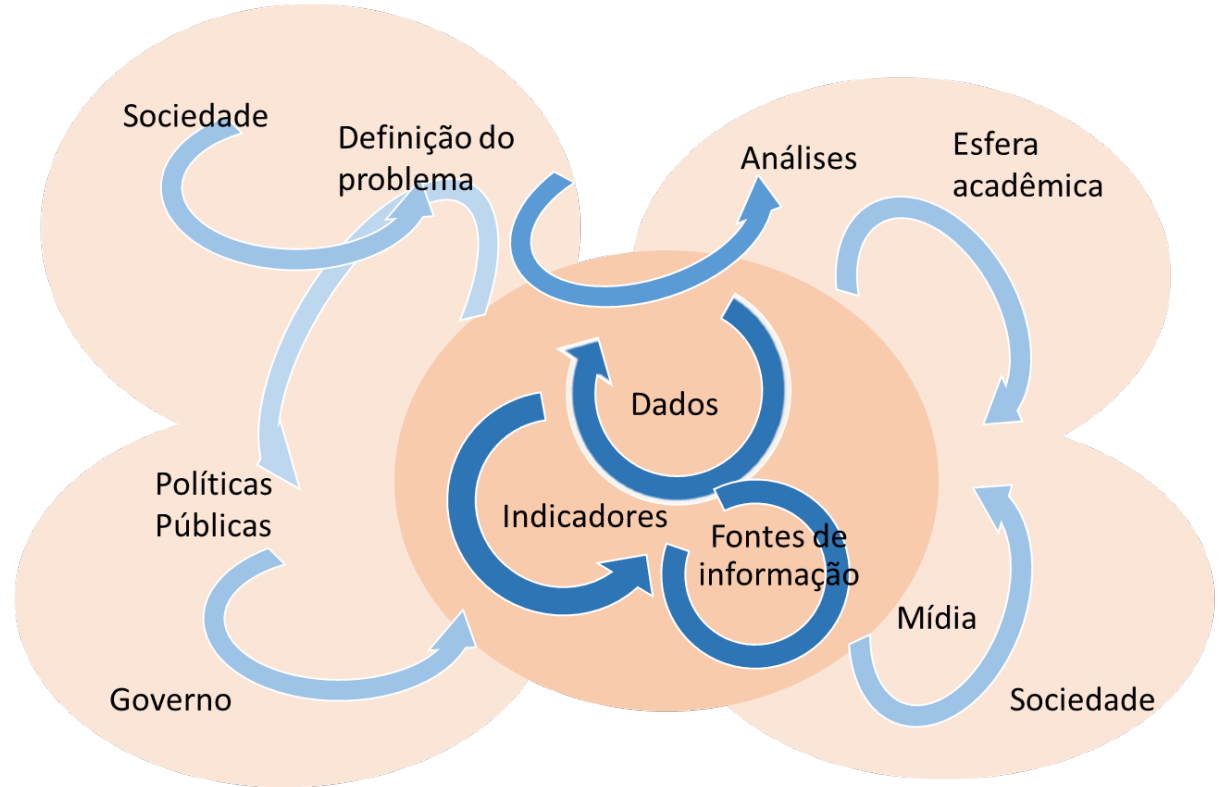 Sociedade
Definição do
problema
Análises
Esfera
acadêmica
Dados
Políticas
Públicas
Indicadores
Fontes de
informação
Mídia
Governo
Sociedade